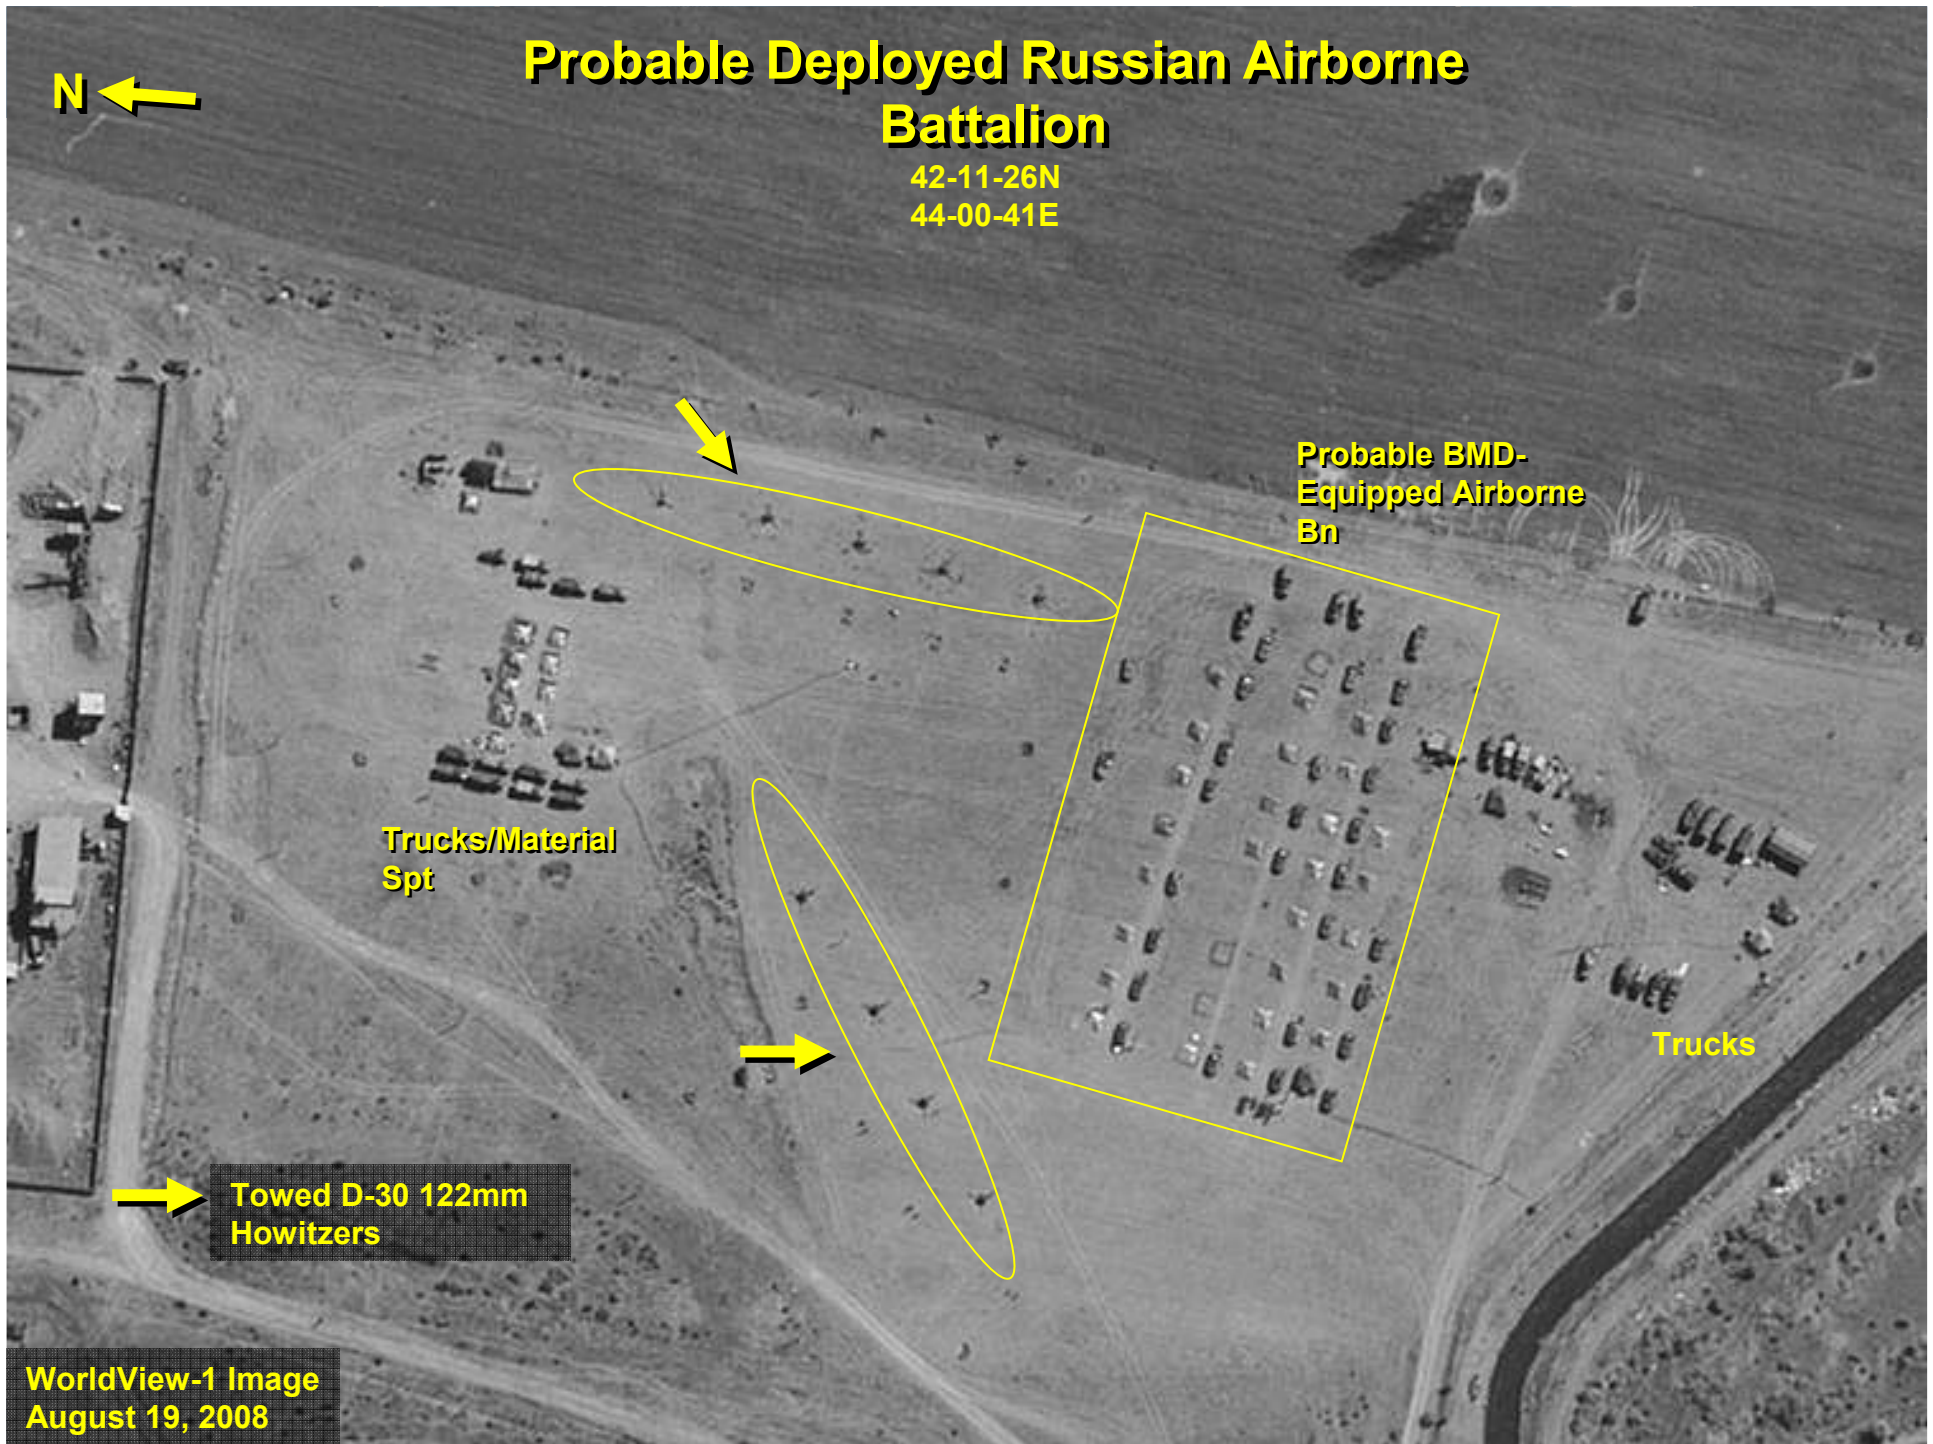 Probable Deployed Russian Airborne
Battalion
42-11-26N
44-00-41E
N
Probable BMD-
Equipped Airborne
Bn
Trucks/Material
Spt
Trucks
Towed D-30 122mm
Howitzers
WorldView-1 Image
August 19, 2008